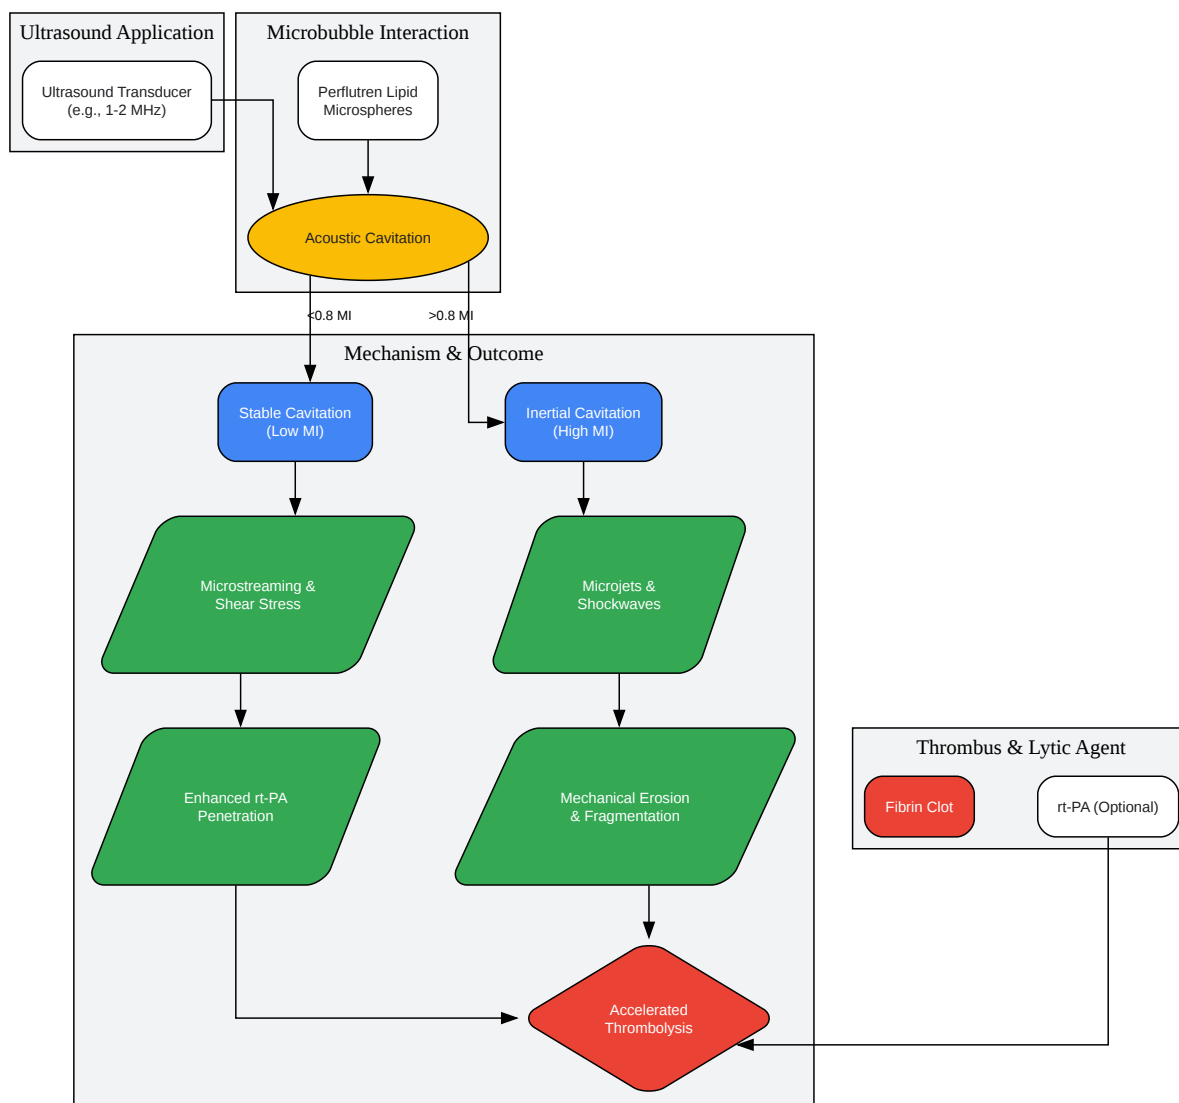 Ultrasound Application
Ultrasound Transducer
(e.g., 1-2 MHz)
Microbubble Interaction
Perflutren Lipid
Microspheres
Acoustic Cavitation
<0.8 MI
>0.8 MI
Mechanism & Outcome
Stable Cavitation
(Low MI)
Inertial Cavitation
(High MI)
Microstreaming &
Shear Stress
Microjets &
Shockwaves
Enhanced rt-PA
Penetration
Mechanical Erosion
& Fragmentation
Thrombus & Lytic Agent
Fibrin Clot
rt-PA (Optional)
Accelerated
Thrombolysis